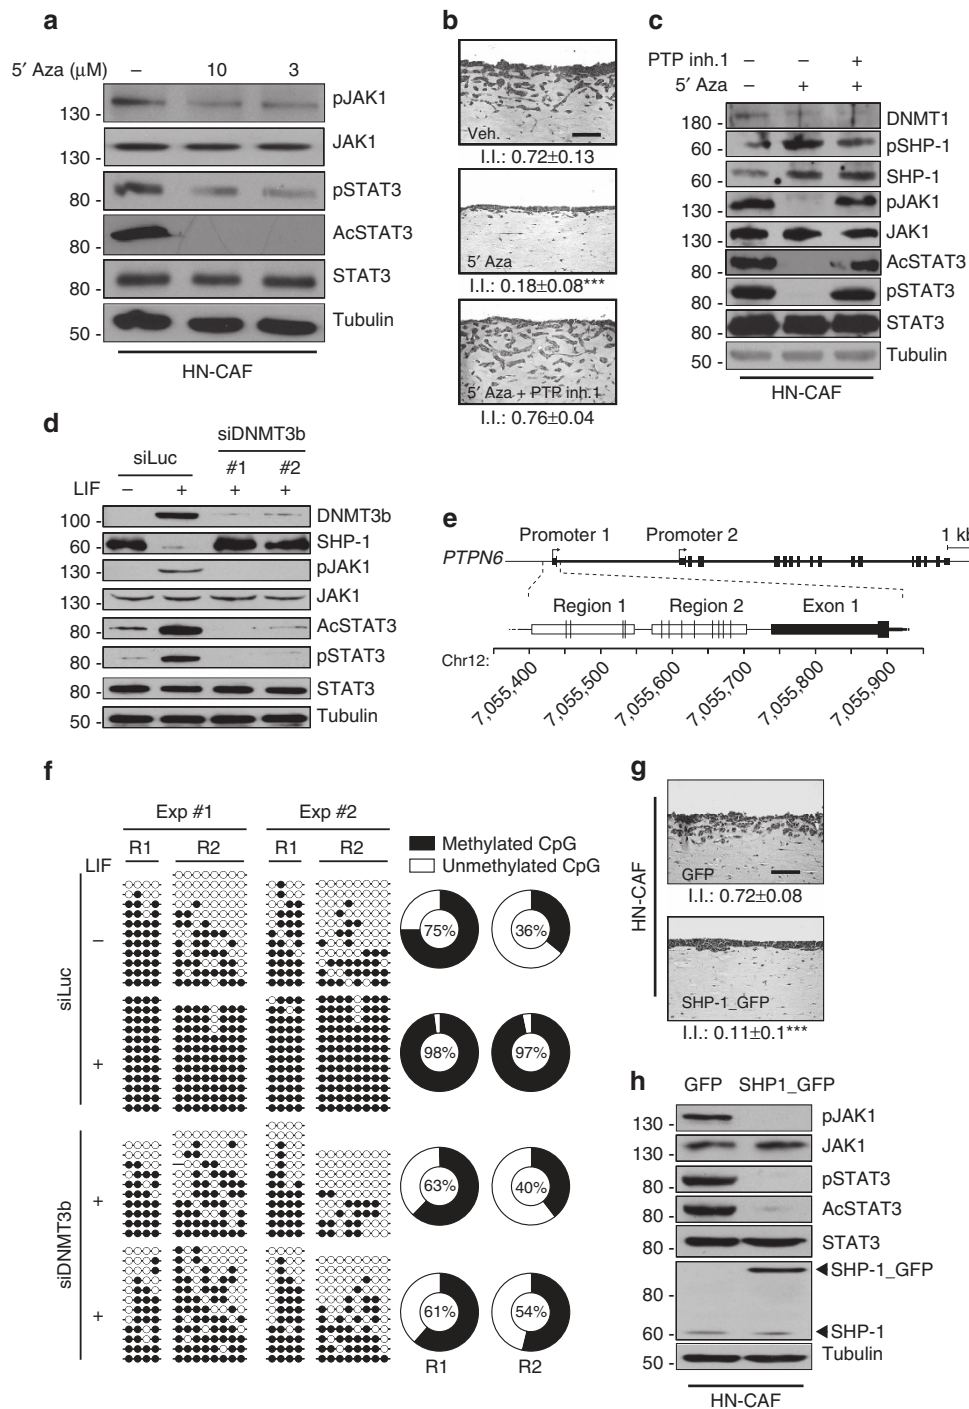 a
5′ Aza (μM) – 10 3
130 - pJAK1
130 - JAK1
80 - pSTAT3
80 - AcSTAT3
80 - STAT3
50 - Tubulin
HN-CAF
b
Veh.
I.I.: 0.72±0.13
5′ Aza
I.I.: 0.18±0.08***
5′ Aza + PTP inh.1
I.I.: 0.76±0.04
c
PTP inh.1 – – +
5′ Aza – + +
180 - DNMT1
60 - pSHP-1
60 - SHP-1
130 - pJAK1
130 - JAK1
80 - AcSTAT3
80 - pSTAT3
80 - STAT3
50 - Tubulin
HN-CAF
d
siDNMT3b
siLuc
#1 #2
LIF – + + +
100 - DNMT3b
60 - SHP-1
130 - pJAK1
130 - JAK1
80 - AcSTAT3
80 - pSTAT3
80 - STAT3
50 - Tubulin
e
Promoter 1 Promoter 2 1 kb
PTPN6
Region 1 Region 2 Exon 1
Chr12:
7,055,400 7,055,500 7,055,600 7,055,700 7,055,800 7,055,900
f
Exp #1 Exp #2
R1 R2 R1 R2
LIF
Methylated CpG
Unmethylated CpG
siLuc
– 75% 36%
+ 98% 97%
siDNMT3b
+ 63% 40%
+ 61% 54%
R1 R2
g
HN-CAF
GFP
I.I.: 0.72±0.08
SHP-1_GFP
I.I.: 0.11±0.1***
h
GFP SHP1_GFP
130 - pJAK1
130 - JAK1
80 - pSTAT3
80 - AcSTAT3
80 - STAT3
SHP-1_GFP
80 -
60 - SHP-1
50 - Tubulin
HN-CAF